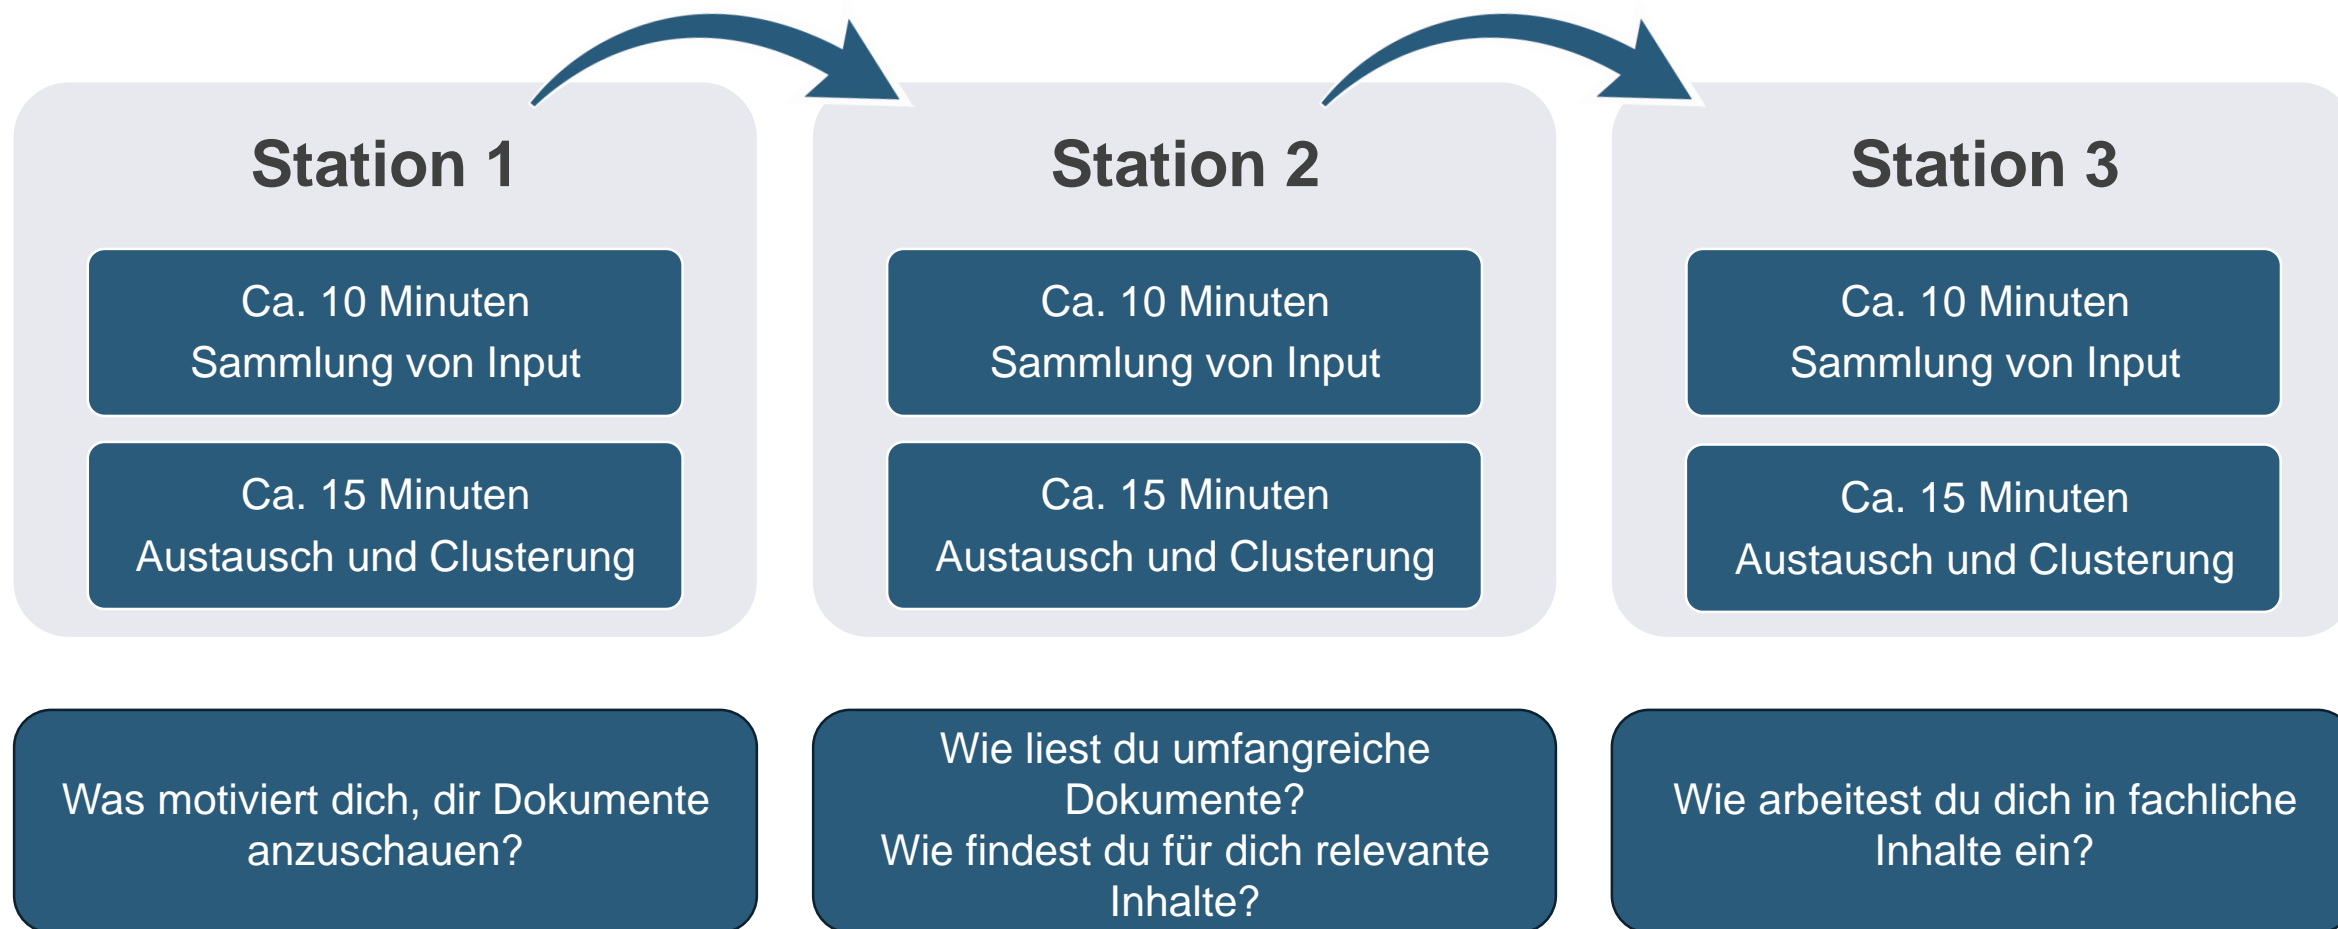 Station 1
Ca. 10 Minuten
Sammlung von Input
Ca. 15 Minuten
Austausch und Clusterung
Station 2
Ca. 10 Minuten
Sammlung von Input
Ca. 15 Minuten
Austausch und Clusterung
Station 3
Ca. 10 Minuten
Sammlung von Input
Ca. 15 Minuten
Austausch und Clusterung
Was motiviert dich, dir Dokumente
anzuschauen?
Wie liest du umfangreiche
Dokumente?
Wie findest du für dich relevante
Inhalte?
Wie arbeitest du dich in fachliche
Inhalte ein?